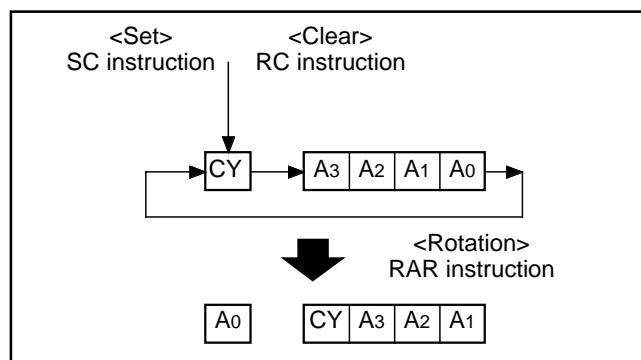 <Set> <Clear>
SC instruction RC instruction
CY A3 A2 A1 A0
<Rotation>
RAR instruction
A0 CY A3 A2 A1